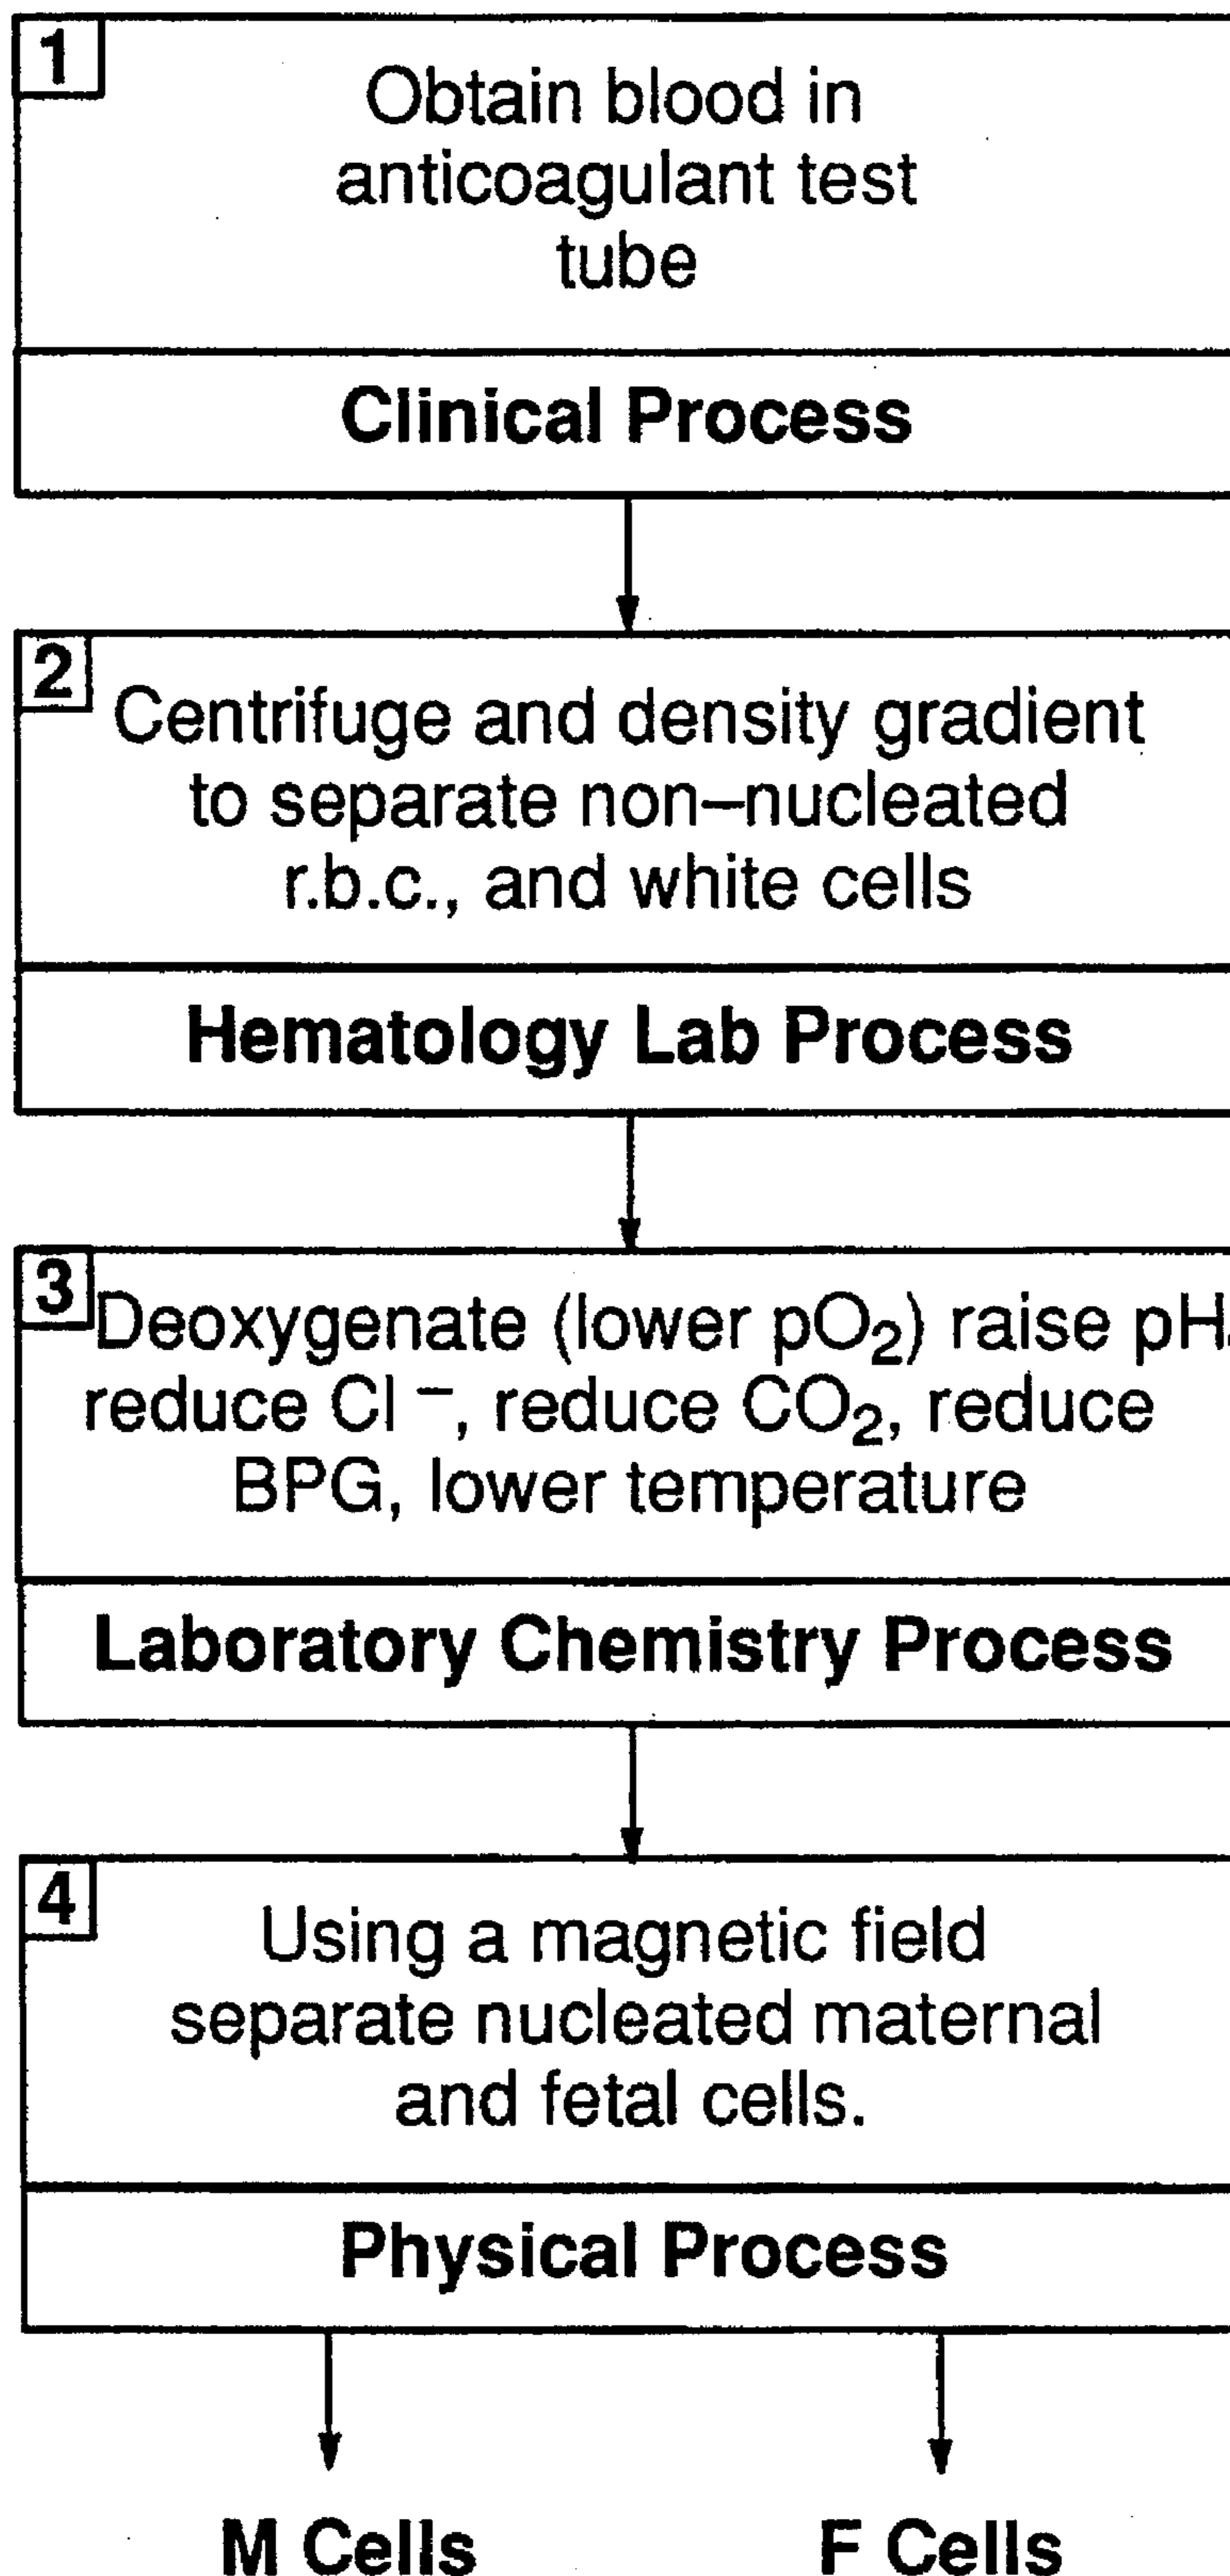 1
Obtain blood in
anticoagulant test
tube
Clinical Process
2
Centrifuge and density gradient
to separate non–nucleated
r.b.c., and white cells
Hematology Lab Process
3
Deoxygenate (lower pO₂) raise pH,
reduce Cl⁻, reduce CO₂, reduce
BPG, lower temperature
Laboratory Chemistry Process
4
Using a magnetic field
separate nucleated maternal
and fetal cells.
Physical Process
M Cells F Cells